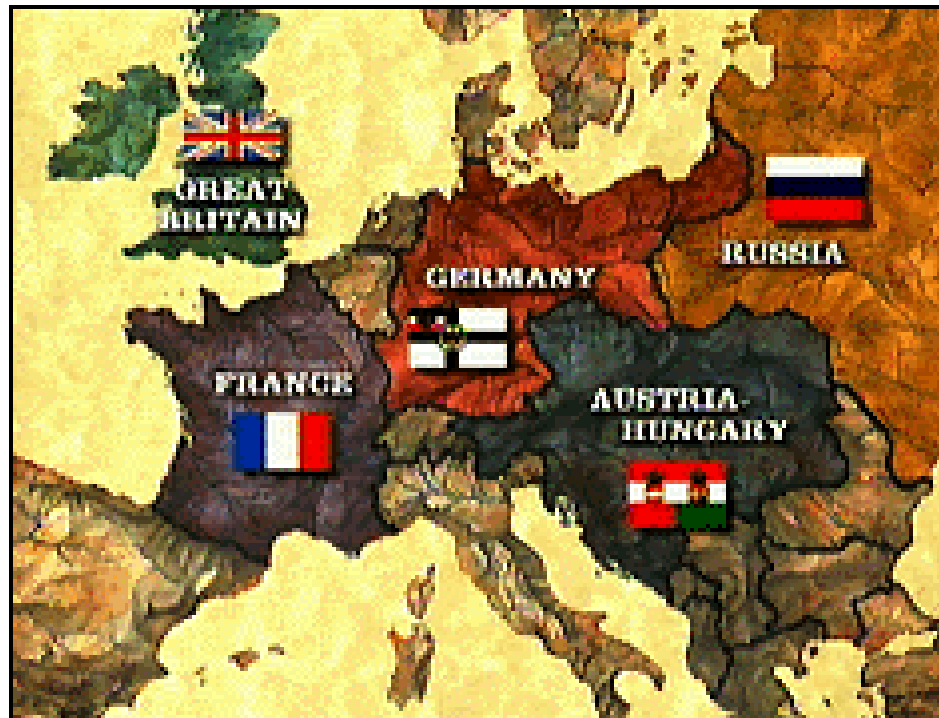 GREAT
BRITAIN
GERMANY
RUSSIA
FRANCE
AUSTRIA-
HUNGARY